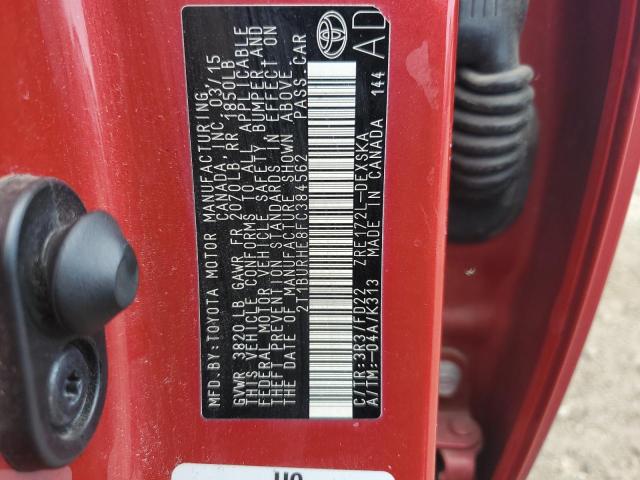 MFD.BY:TOYOTA MOTOR MANUFACTURING,
CANADA, INC. 03/15
GVWR 3820LB GAWR FR 2070LB RR 1850LB
THIS VEHICLE CONFORMS TO ALL APPLICABLE
FEDERAL MOTOR VEHICLE SAFETY, BUMPER, AND
THEFT PREVENTION STANDARDS IN EFFECT ON
THE DATE OF MANUFACTURE SHOWN ABOVE.
2T1BURHE8FC384562 PASS. CAR
C/TR:3R3/FD22 ZRE172L-DEXSKA
A/TM:-04A/K313 MADE IN CANADA 144
AD